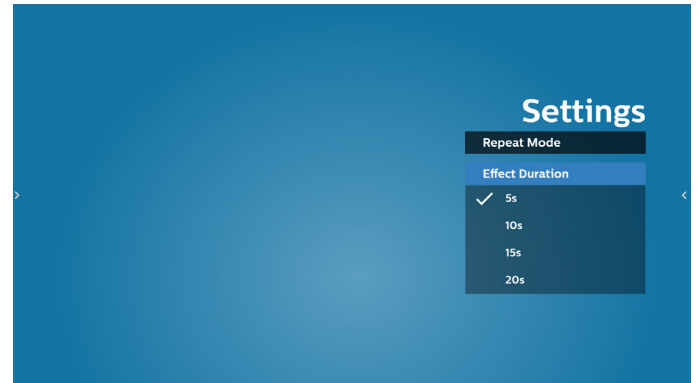 Settings
Repeat Mode
Effect Duration
5s
10s
15s
20s